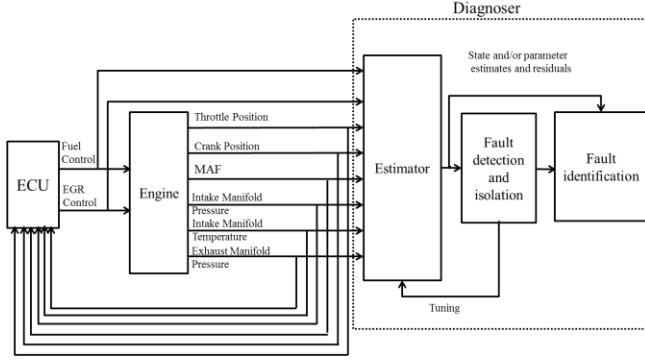 Diagnoser
State and/or parameter
estimates and residuals
Fuel
Control
EGR
Control
ECU
Engine
Throttle Position
Crank Position
MAF
Intake Manifold
Pressure
Intake Manifold
Temperature
Exhaust Manifold
Pressure
Estimator
Fault
detection
and
isolation
Fault
identification
Tuning